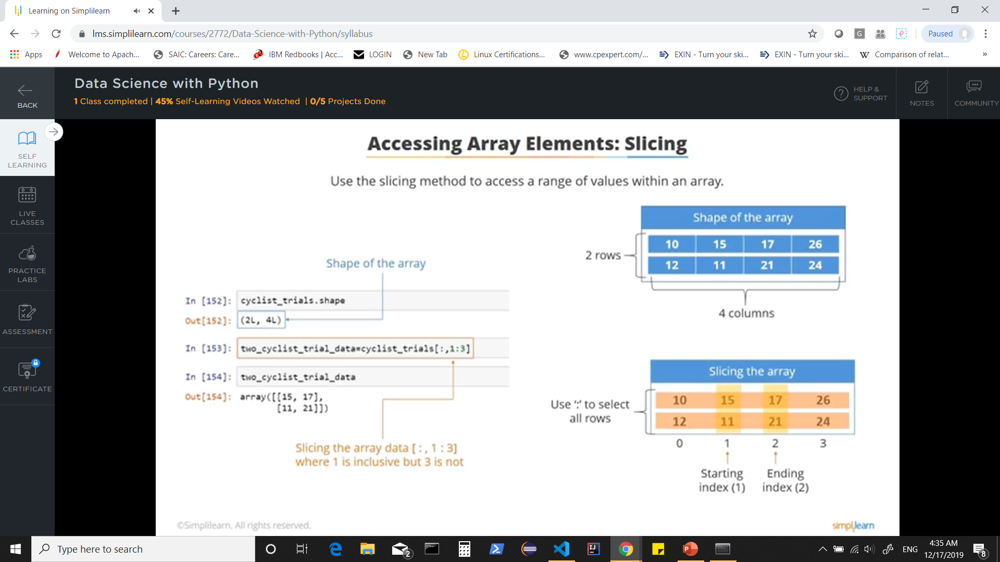 Learning on Simplilearn
lms.simplilearn.com/courses/2772/Data-Science-with-Python/syllabus
G
Paused
Apps
Welcome to Apach...
SAIC: Careers: Care...
IBM Redbooks | Acc...
LOGIN
New Tab
Linux Certifications...
www.cpexpert.com/...
EXIN - Turn your ski...
EXIN - Turn your ski...
W
Comparison of relat...
»
BACK
Data Science with Python
1 Class completed | 45% Self-Learning Videos Watched | 0/5 Projects Done
HELP &
SUPPORT
NOTES
COMMUNITY
SELF
LEARNING
LIVE
CLASSES
PRACTICE
LABS
ASSESSMENT
CERTIFICATE
Accessing Array Elements: Slicing
Use the slicing method to access a range of values within an array.
Shape of the array
In [152]: cyclist_trials.shape
Out[152]: (2L, 4L)
In [153]: two_cyclist_trial_data=cyclist_trials[:,1:3]
In [154]: two_cyclist_trial_data
Out[154]: array([[15, 17],
[11, 21]])
Slicing the array data [ : , 1 : 3]
where 1 is inclusive but 3 is not
Shape of the array
2 rows
10 15 17 26
12 11 21 24
4 columns
Slicing the array
Use ‘:’ to select
all rows
10 15 17 26
12 11 21 24
0 1 2 3
Starting
index (1)
Ending
index (2)
©Simplilearn. All rights reserved.
simplilearn
Type here to search
2
IJ
P
ENG
4:35 AM
12/17/2019
8